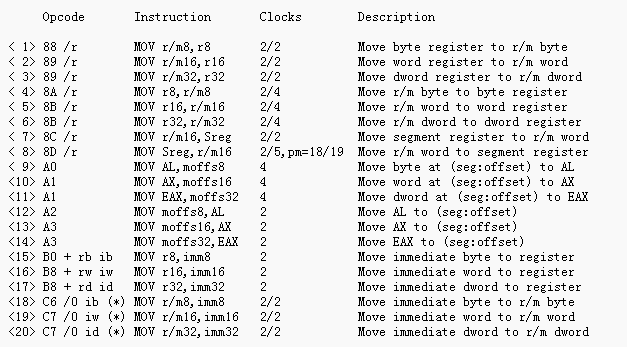 Opcode Instruction Clocks Description
< 1> 88 /r MOV r/m8,r8 2/2 Move byte register to r/m byte
< 2> 89 /r MOV r/m16,r16 2/2 Move word register to r/m word
< 3> 89 /r MOV r/m32,r32 2/2 Move dword register to r/m dword
< 4> 8A /r MOV r8,r/m8 2/4 Move r/m byte to byte register
< 5> 8B /r MOV r16,r/m16 2/4 Move r/m word to word register
< 6> 8B /r MOV r32,r/m32 2/4 Move r/m dword to dword register
< 7> 8C /r MOV r/m16,Sreg 2/2 Move segment register to r/m word
< 8> 8D /r MOV Sreg,r/m16 2/5,pm=18/19 Move r/m word to segment register
< 9> A0 MOV AL,moffs8 4 Move byte at (seg:offset) to AL
<10> A1 MOV AX,moffs16 4 Move word at (seg:offset) to AX
<11> A1 MOV EAX,moffs32 4 Move dword at (seg:offset) to EAX
<12> A2 MOV moffs8,AL 2 Move AL to (seg:offset)
<13> A3 MOV moffs16,AX 2 Move AX to (seg:offset)
<14> A3 MOV moffs32,EAX 2 Move EAX to (seg:offset)
<15> B0 + rb ib MOV r8,imm8 2 Move immediate byte to register
<16> B8 + rw iw MOV r16,imm16 2 Move immediate word to register
<17> B8 + rd id MOV r32,imm32 2 Move immediate dword to register
<18> C6 /0 ib (*) MOV r/m8,imm8 2/2 Move immediate byte to r/m byte
<19> C7 /0 iw (*) MOV r/m16,imm16 2/2 Move immediate word to r/m word
<20> C7 /0 id (*) MOV r/m32,imm32 2/2 Move immediate dword to r/m dword